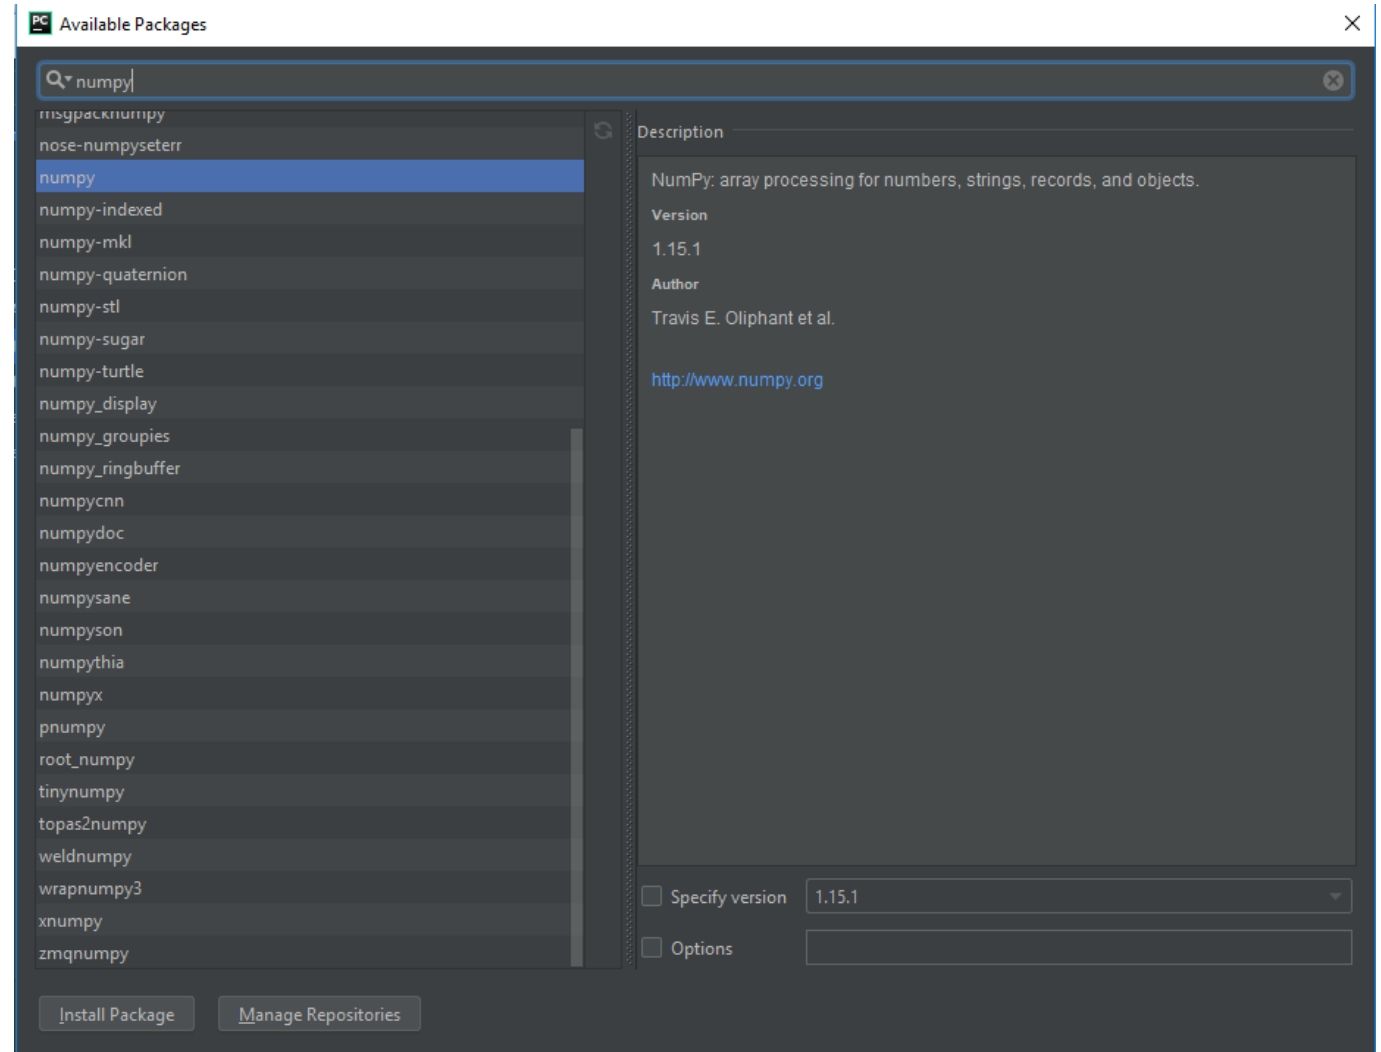 PC Available Packages
numpy
msgpacknumpy
nose-numpyseterr
numpy
numpy-indexed
numpy-mkl
numpy-quaternion
numpy-stl
numpy-sugar
numpy-turtle
numpy_display
numpy_groupies
numpy_ringbuffer
numpycnn
numpydoc
numpyencoder
numpysane
numpyson
numpythia
numpyx
pnumpy
root_numpy
tinynumpy
topas2numpy
weldnumpy
wrapnumpy3
xnumpy
zmqnumpy
Description
NumPy: array processing for numbers, strings, records, and objects.
Version
1.15.1
Author
Travis E. Oliphant et al.
http://www.numpy.org
Specify version 1.15.1
Options
Install Package Manage Repositories